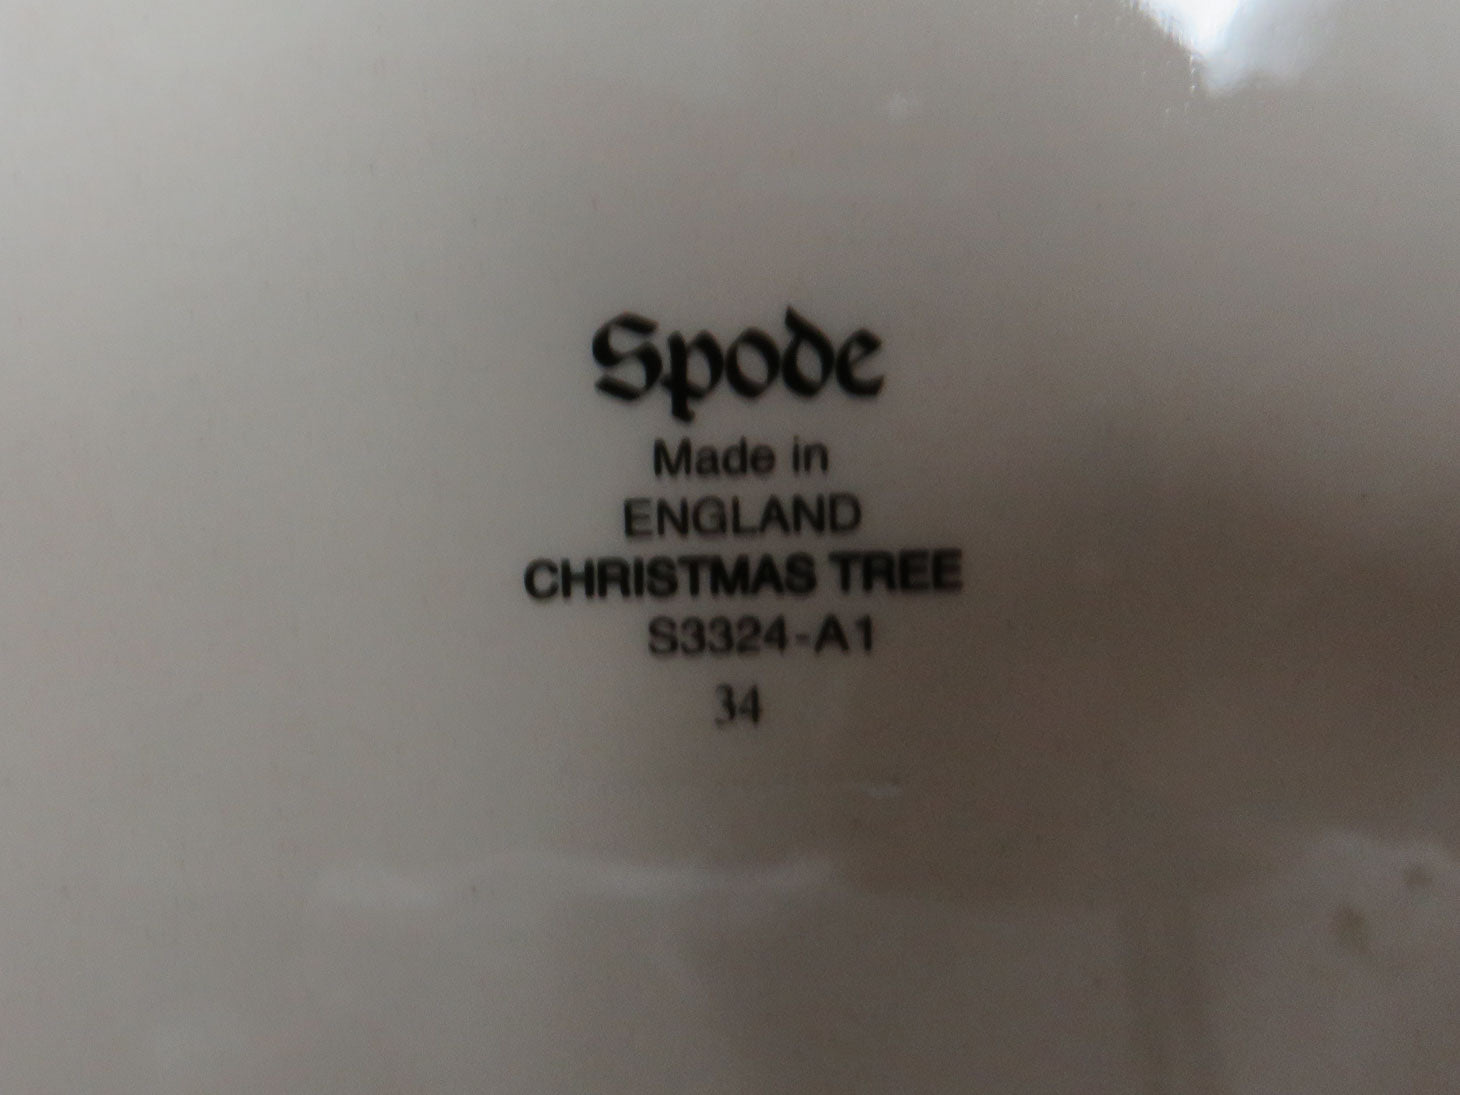 Spode
Made in
ENGLAND
CHRISTMAS TREE
S3324-A1
34